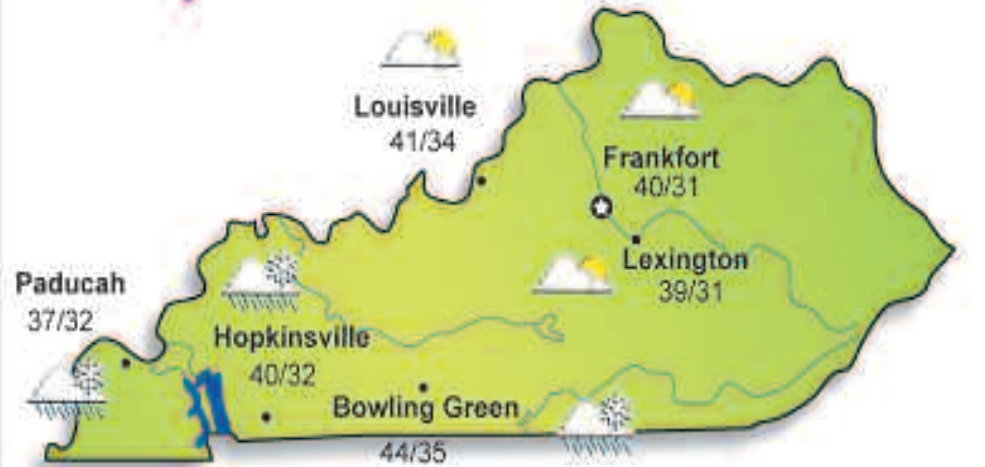 Louisville
41/34
Frankfort
40/31
Lexington
39/31
Paducah
37/32
Hopkinsville
40/32
Bowling Green
44/35